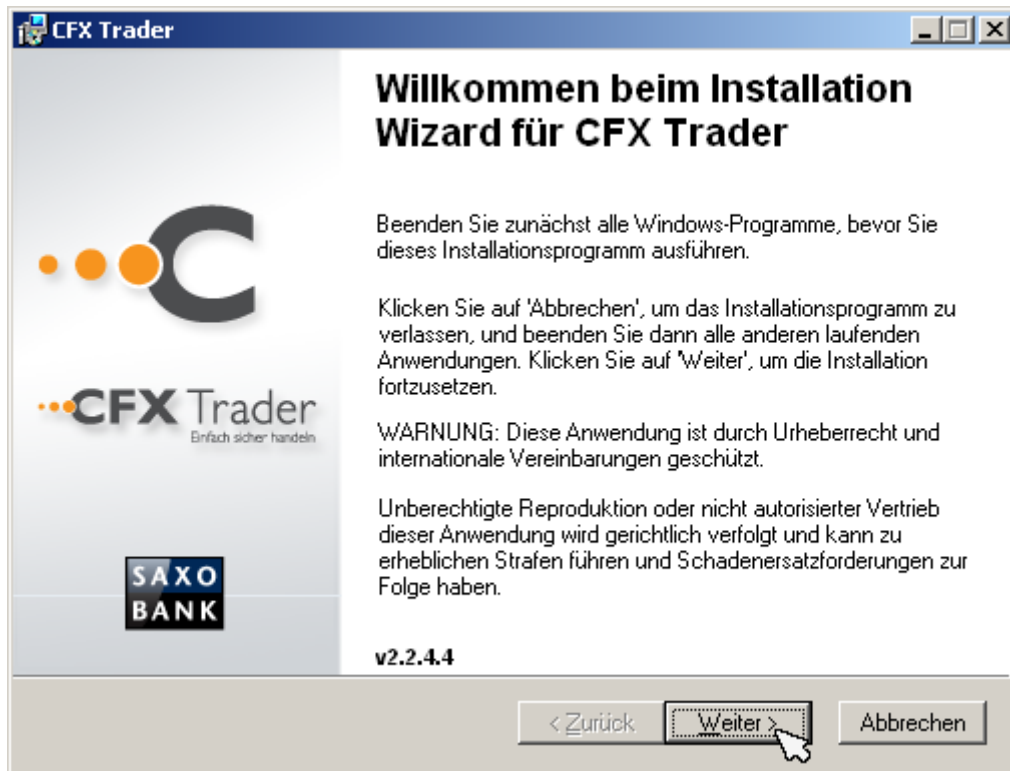 CFX Trader
Willkommen beim Installation
Wizard für CFX Trader
Beenden Sie zunächst alle Windows-Programme, bevor Sie
dieses Installationsprogramm ausführen.
Klicken Sie auf 'Abbrechen', um das Installationsprogramm zu
verlassen, und beenden Sie dann alle anderen laufenden
Anwendungen. Klicken Sie auf 'Weiter', um die Installation
fortzusetzen.
WARNUNG: Diese Anwendung ist durch Urheberrecht und
internationale Vereinbarungen geschützt.
Unberechtigte Reproduktion oder nicht autorisierter Vertrieb
dieser Anwendung wird gerichtlich verfolgt und kann zu
erheblichen Strafen führen und Schadenersatzforderungen zur
Folge haben.
v2.2.4.4
C
CFX Trader
Einfach sicher handeln
SAXO
BANK
< Zurück
Weiter >
Abbrechen